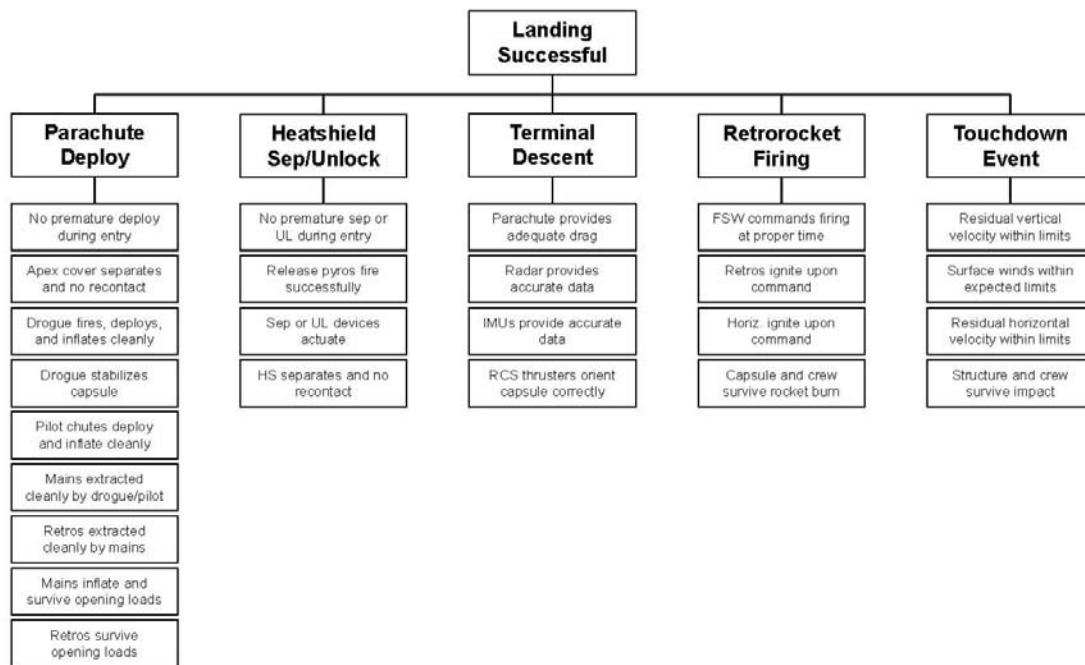 Landing
Successful
Parachute
Deploy
No premature deploy
during entry
Apex cover separates
and no recontact
Drogue fires, deploys,
and inflates cleanly
Drogue stabilizes
capsule
Pilot chutes deploy
and inflate cleanly
Mains extracted
cleanly by drogue/pilot
Retros extracted
cleanly by mains
Mains inflate and
survive opening loads
Retros survive
opening loads
Heatshield
Sep/Unlock
No premature sep or
UL during entry
Release pyros fire
successfully
Sep or UL devices
actuate
HS separates and no
recontact
Terminal
Descent
Parachute provides
adequate drag
Radar provides
accurate data
IMUs provide accurate
data
RCS thrusters orient
capsule correctly
Retrorocket
Firing
FSW commands firing
at proper time
Retros ignite upon
command
Horiz. ignite upon
command
Capsule and crew
survive rocket burn
Touchdown
Event
Residual vertical
velocity within limits
Surface winds within
expected limits
Residual horizontal
velocity within limits
Structure and crew
survive impact